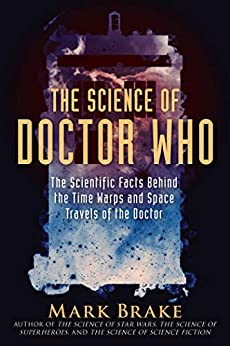 THE SCIENCE OF
DOCTOR WHO
The Scientific Facts Behind
the Time Warps and Space
Travels of the Doctor
MARK BRAKE
AUTHOR OF THE SCIENCE OF STAR WARS, THE SCIENCE OF
SUPERHEROES, AND THE SCIENCE OF SCIENCE FICTION